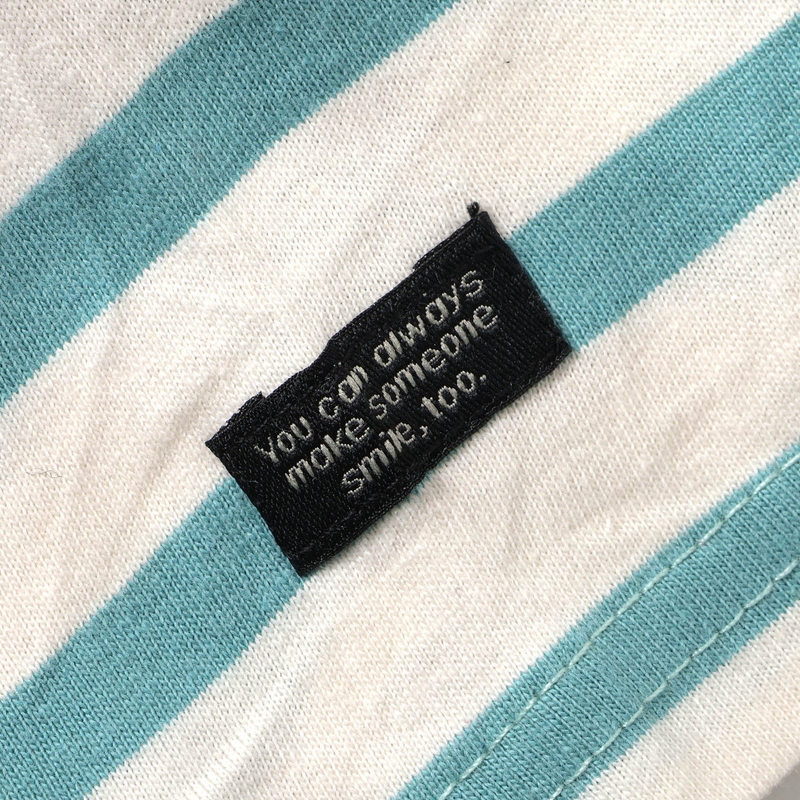 You can always
make someone
smile, too.